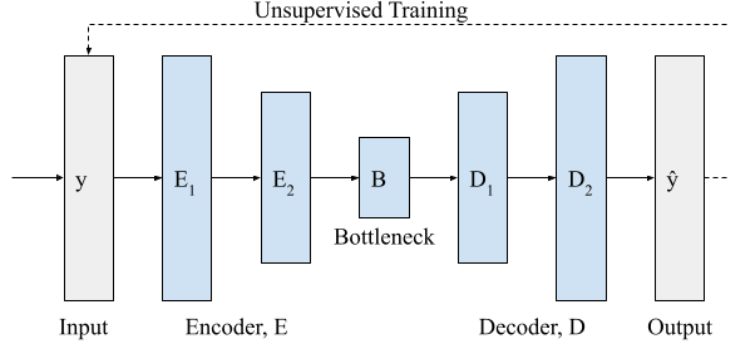 Unsupervised Training
y
E₁
E₂
B
D₁
D₂
ŷ
Bottleneck
Input
Encoder, E
Decoder, D
Output